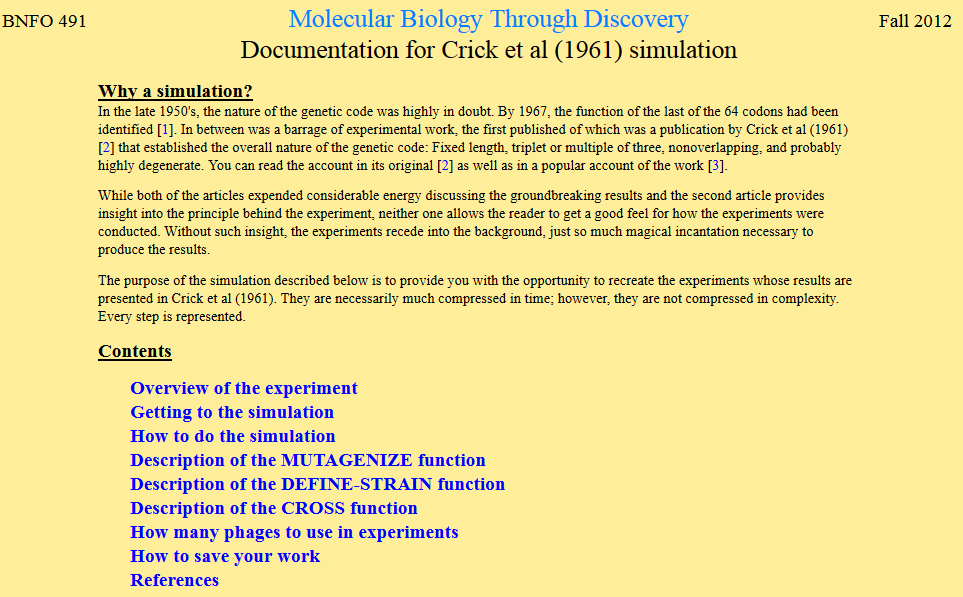 BNFO 491 Molecular Biology Through Discovery Fall 2012
Documentation for Crick et al (1961) simulation
Why a simulation?
In the late 1950's, the nature of the genetic code was highly in doubt. By 1967, the function of the last of the 64 codons had been
identified [1]. In between was a barrage of experimental work, the first published of which was a publication by Crick et al (1961)
[2] that established the overall nature of the genetic code: Fixed length, triplet or multiple of three, nonoverlapping, and probably
highly degenerate. You can read the account in its original [2] as well as in a popular account of the work [3].
While both of the articles expended considerable energy discussing the groundbreaking results and the second article provides
insight into the principle behind the experiment, neither one allows the reader to get a good feel for how the experiments were
conducted. Without such insight, the experiments recede into the background, just so much magical incantation necessary to
produce the results.
The purpose of the simulation described below is to provide you with the opportunity to recreate the experiments whose results are
presented in Crick et al (1961). They are necessarily much compressed in time; however, they are not compressed in complexity.
Every step is represented.
Contents
Overview of the experiment
Getting to the simulation
How to do the simulation
Description of the MUTAGENIZE function
Description of the DEFINE-STRAIN function
Description of the CROSS function
How many phages to use in experiments
How to save your work
References